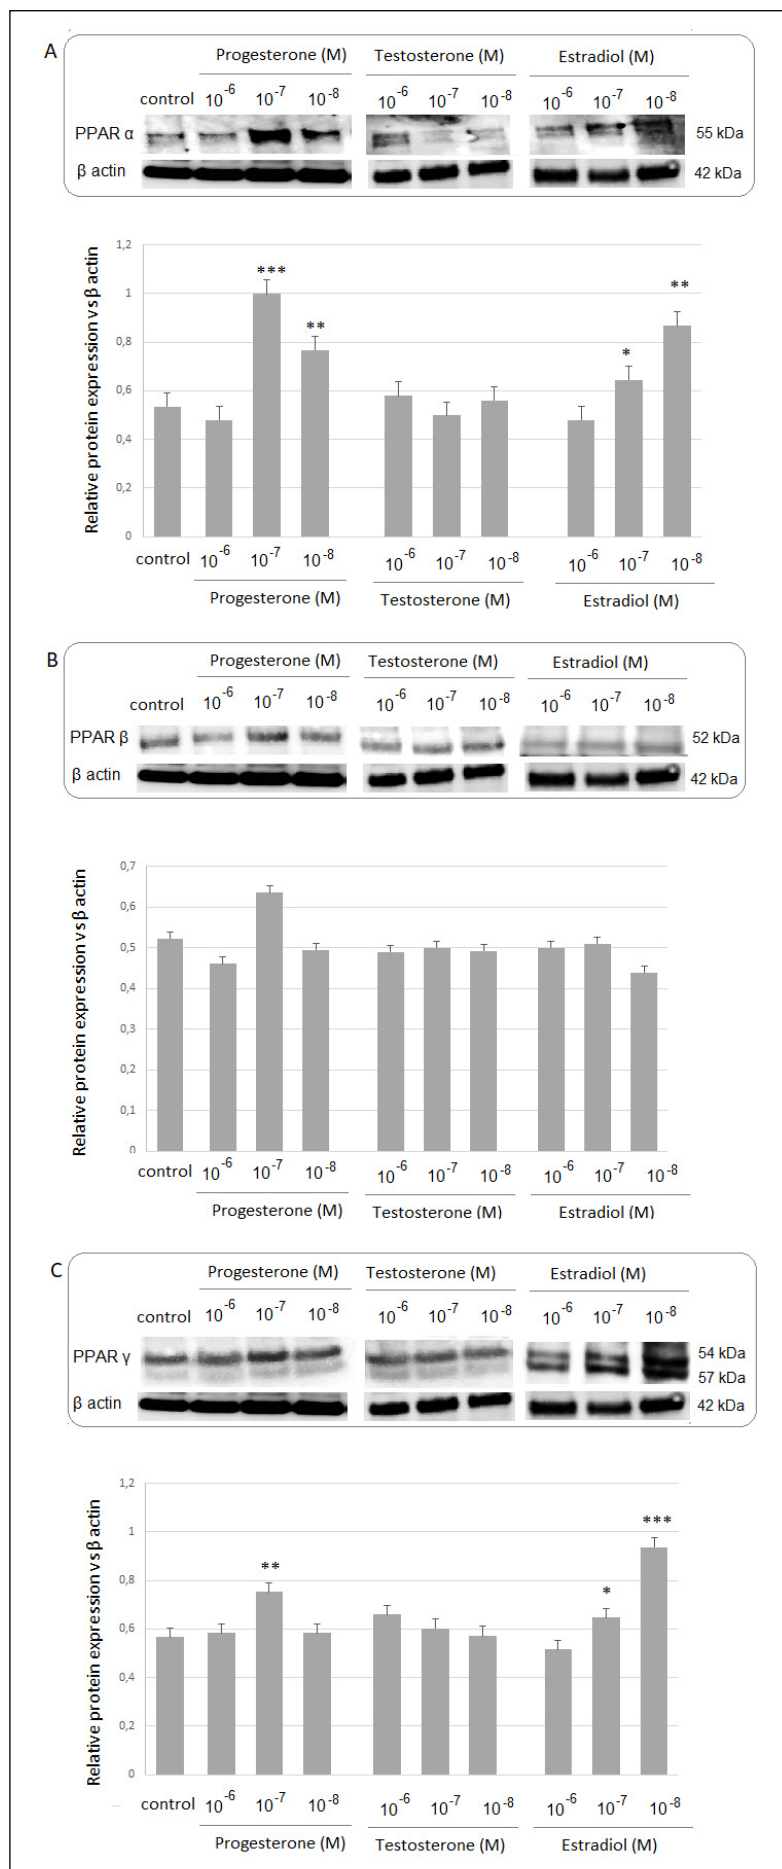 A
Progesterone (M) Testosterone (M) Estradiol (M)
control 10-6 10-7 10-8 10-6 10-7 10-8 10-6 10-7 10-8
PPAR α 55 kDa
β actin 42 kDa
Relative protein expression vs β actin
1,2
1
0,8
0,6
0,4
0,2
0
***
**
*
**
control 10-6 10-7 10-8 10-6 10-7 10-8 10-6 10-7 10-8
Progesterone (M) Testosterone (M) Estradiol (M)
B
Progesterone (M) Testosterone (M) Estradiol (M)
control 10-6 10-7 10-8 10-6 10-7 10-8 10-6 10-7 10-8
PPAR β 52 kDa
β actin 42 kDa
Relative protein expression vs β actin
0,7
0,6
0,5
0,4
0,3
0,2
0,1
0
control 10-6 10-7 10-8 10-6 10-7 10-8 10-6 10-7 10-8
Progesterone (M) Testosterone (M) Estradiol (M)
C
Progesterone (M) Testosterone (M) Estradiol (M)
control 10-6 10-7 10-8 10-6 10-7 10-8 10-6 10-7 10-8
PPAR γ 54 kDa
57 kDa
β actin 42 kDa
Relative protein expression vs β actin
1,2
1
0,8
0,6
0,4
0,2
0
**
*
***
control 10-6 10-7 10-8 10-6 10-7 10-8 10-6 10-7 10-8
Progesterone (M) Testosterone (M) Estradiol (M)